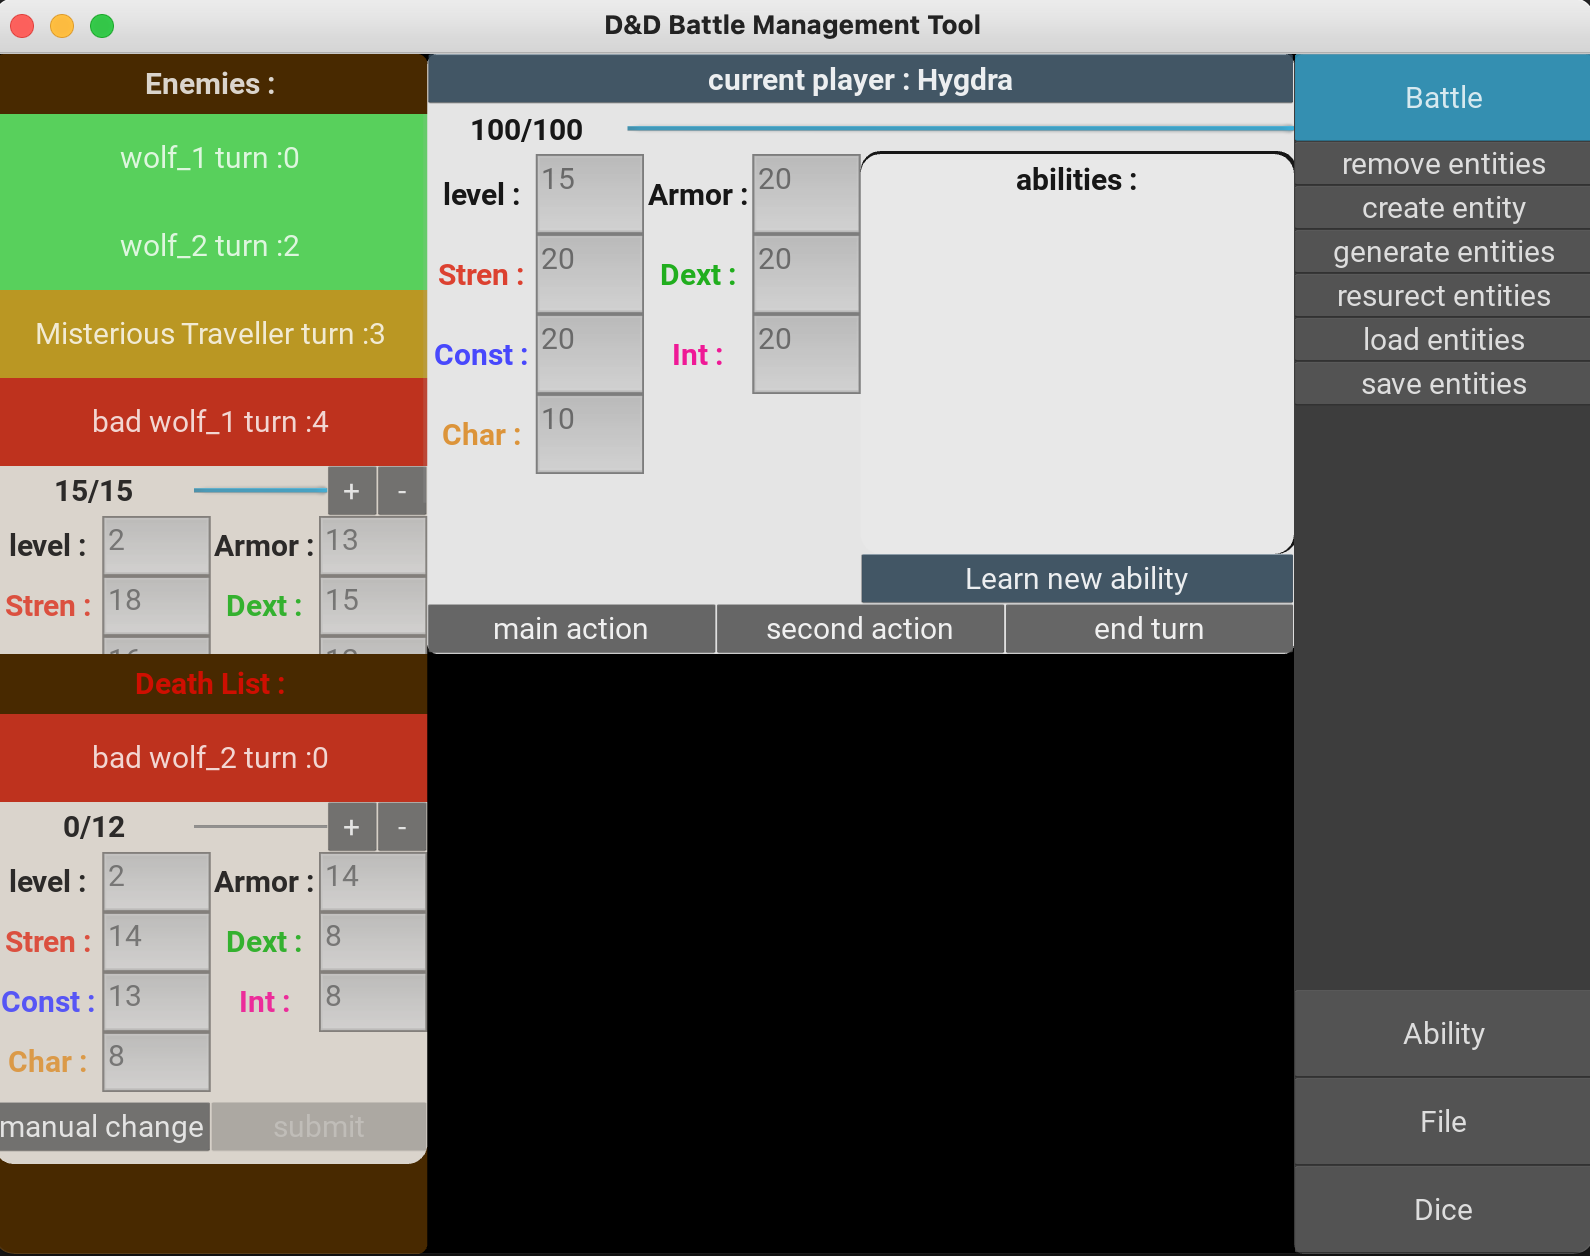 D&D Battle Management Tool
Enemies :
wolf_1 turn :0
wolf_2 turn :2
Misterious Traveller turn :3
bad wolf_1 turn :4
15/15 + -
level : 2 Armor : 13
Stren : 18 Dext : 15
Death List :
bad wolf_2 turn :0
0/12 + -
level : 2 Armor : 14
Stren : 14 Dext : 8
Const : 13 Int : 8
Char : 8
manual change submit
current player : Hygdra
100/100
level : 15 Armor : 20
Stren : 20 Dext : 20
Const : 20 Int : 20
Char : 10
abilities :
Learn new ability
main action second action end turn
Battle
remove entities
create entity
generate entities
resurect entities
load entities
save entities
Ability
File
Dice